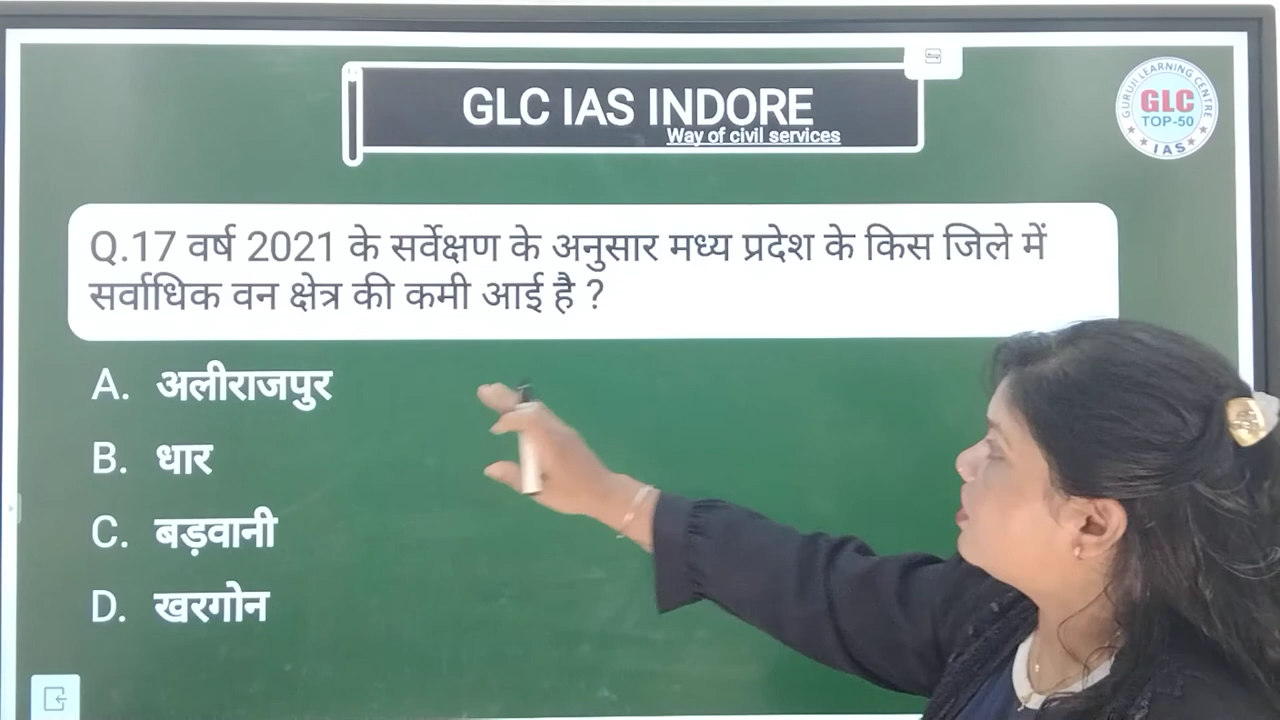 GLC IAS INDORE
Way of civil services
GURUJI LEARNING CENTRE
GLC
TOP-50
IAS
Q.17 वर्ष 2021 के सर्वेक्षण के अनुसार मध्य प्रदेश के किस जिले में
सर्वाधिक वन क्षेत्र की कमी आई है ?
A. अलीराजपुर
B. धार
C. बड़वानी
D. खरगोन